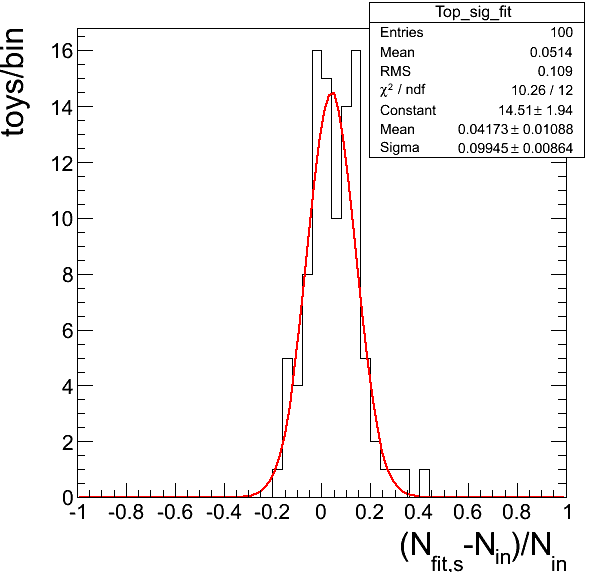 Top_sig_fit
Entries 100
Mean 0.0514
RMS 0.109
χ² / ndf 10.26 / 12
Constant 14.51 ± 1.94
Mean 0.04173 ± 0.01088
Sigma 0.09945 ± 0.00864
toys/bin
16
14
12
10
8
6
4
2
0
-1 -0.8 -0.6 -0.4 -0.2 0 0.2 0.4 0.6 0.8 1
(N_fit,s-N_in)/N_in